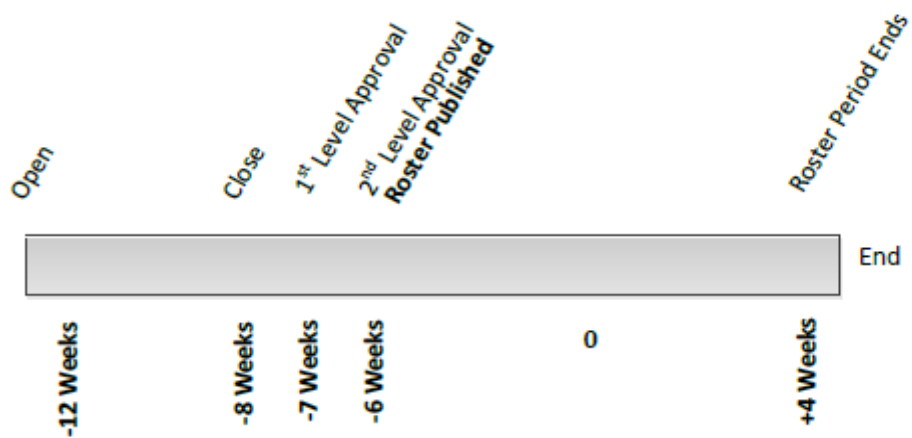 Open
Close
1st Level Approval
2nd Level Approval
Roster Published
Roster Period Ends
End
-12 Weeks
-8 Weeks
-7 Weeks
-6 Weeks
0
+4 Weeks